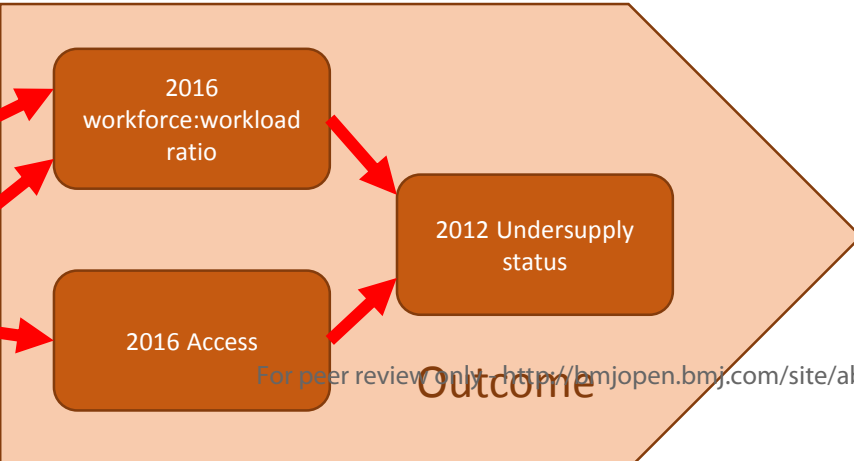 2016
workforce:workload
ratio
2012 Undersupply
status
2016 Access
For peer review only - http://bmjopen.bmj.com/site/ab
Outcome